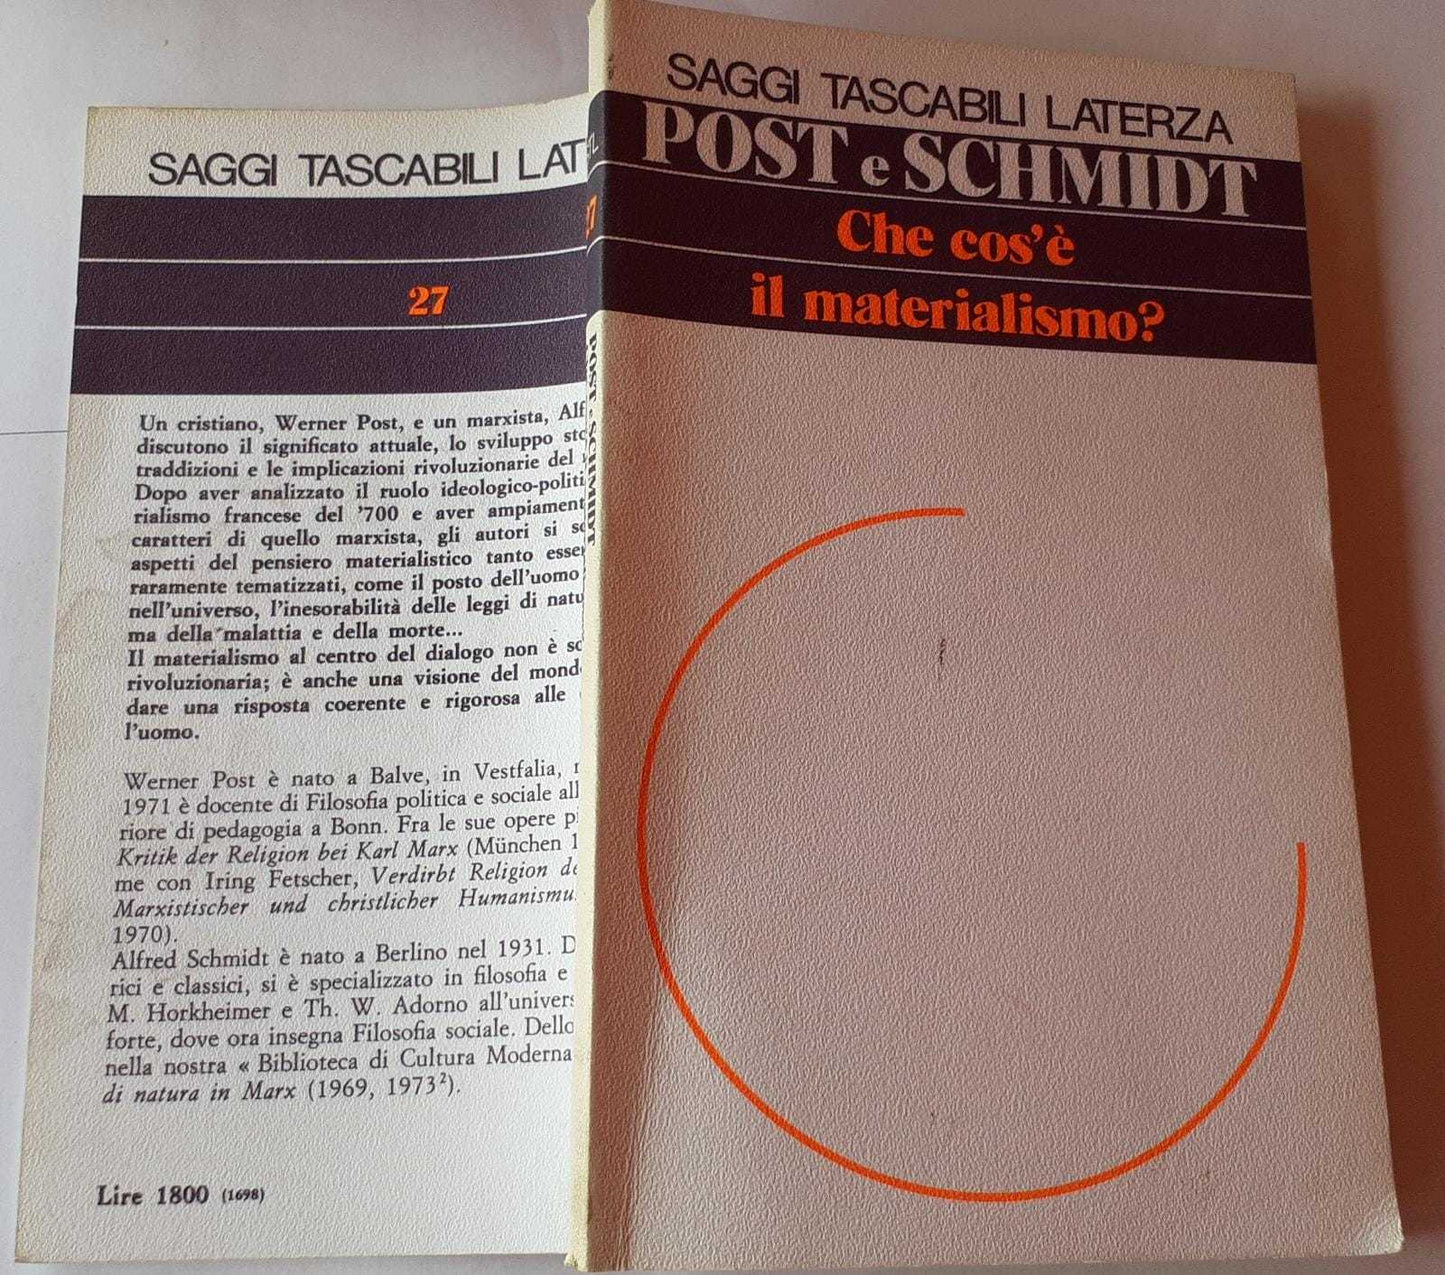 SAGGI TASCABILI LAT
27
Un cristiano, Werner Post, e un marxista, Alf
discutono il significato attuale, lo sviluppo sto
traddizioni e le implicazioni rivoluzionarie del
Dopo aver analizzato il ruolo ideologico-politi
rialismo francese del '700 e aver ampiament
caratteri di quello marxista, gli autori si so
aspetti del pensiero materialistico tanto essen
raramente tematizzati, come il posto dell'uomo
nell'universo, l'inesorabilità delle leggi di natu
ma della malattia e della morte...
Il materialismo al centro del dialogo non è so
rivoluzionaria; è anche una visione del mond
dare una risposta coerente e rigorosa alle
l'uomo.
Werner Post è nato a Balve, in Vestfalia,
1971 è docente di Filosofia politica e sociale all
riore di pedagogia a Bonn. Fra le sue opere p
Kritik der Religion bei Karl Marx (München 1
me con Iring Fetscher, Verdirbt Religion de
Marxistischer und christlicher Humanismu
1970).
Alfred Schmidt è nato a Berlino nel 1931. D
rici e classici, si è specializzato in filosofia e
M. Horkheimer e Th. W. Adorno all'univers
forte, dove ora insegna Filosofia sociale. Dello
nella nostra « Biblioteca di Cultura Moderna
di natura in Marx (1969, 1973²).
Lire 1800 (1698)
TL
7
POST e SCHMIDT
SAGGI TASCABILI LATERZA
POST e SCHMIDT
Che cos'è
il materialismo?